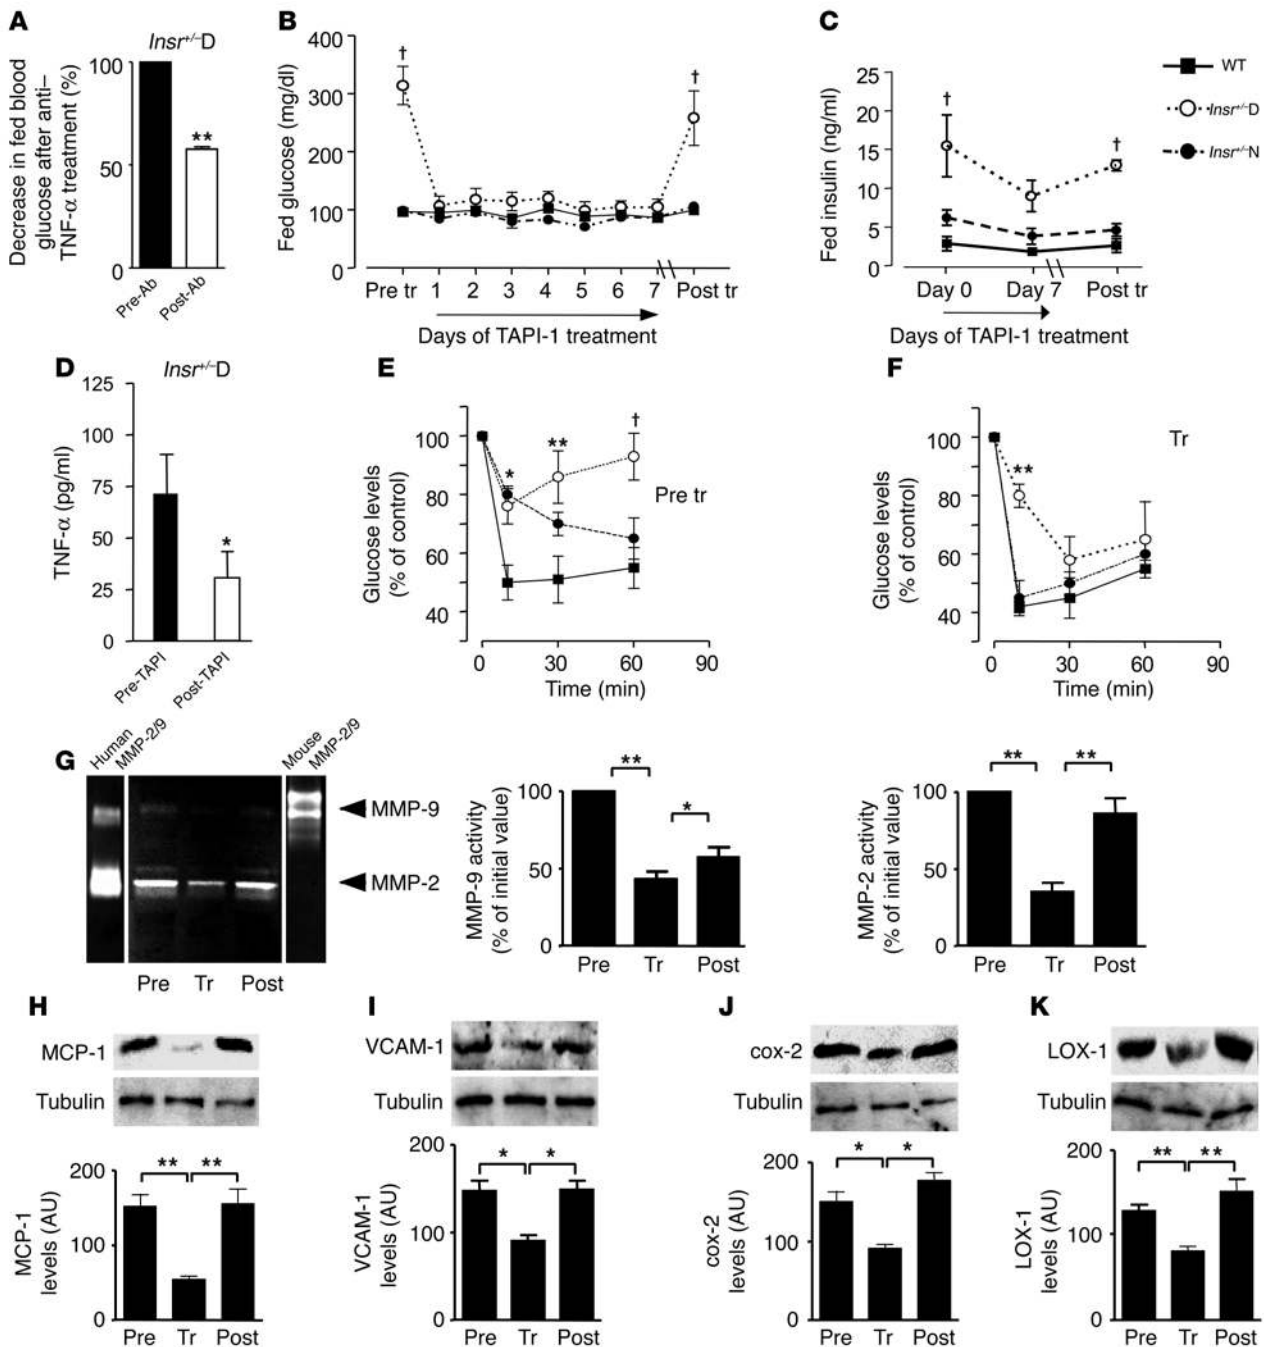 A
Insr+/–D
Decrease in fed blood
glucose after anti–
TNF-α treatment (%)
100
50
0
**
Pre-Ab
Post-Ab
B
Fed glucose (mg/dl)
400
300
200
100
0
†
†
Pre tr
1
2
3
4
5
6
7
Post tr
Days of TAPI-1 treatment
C
Fed insulin (ng/ml)
25
20
15
10
5
0
†
†
Day 0
Day 7
Post tr
Days of TAPI-1 treatment
WT
Insr+/–D
Insr+/–N
D
Insr+/–D
TNF-α (pg/ml)
125
100
75
50
25
0
*
Pre-TAPI
Post-TAPI
E
Glucose levels
(% of control)
100
80
60
40
*
**
†
Pre tr
0
30
60
90
Time (min)
F
Glucose levels
(% of control)
100
80
60
40
**
Tr
0
30
60
90
Time (min)
G
Human
MMP-2/9
Mouse
MMP-2/9
MMP-9
MMP-2
Pre
Tr
Post
MMP-9 activity
(% of initial value)
100
50
0
**
*
Pre
Tr
Post
MMP-2 activity
(% of initial value)
100
50
0
**
**
Pre
Tr
Post
H
MCP-1
Tubulin
MCP-1
levels (AU)
200
100
0
**
**
Pre
Tr
Post
I
VCAM-1
Tubulin
VCAM-1
levels (AU)
200
100
0
*
*
Pre
Tr
Post
J
cox-2
Tubulin
cox-2
levels (AU)
200
100
0
*
*
Pre
Tr
Post
K
LOX-1
Tubulin
LOX-1
levels (AU)
200
100
0
**
**
Pre
Tr
Post